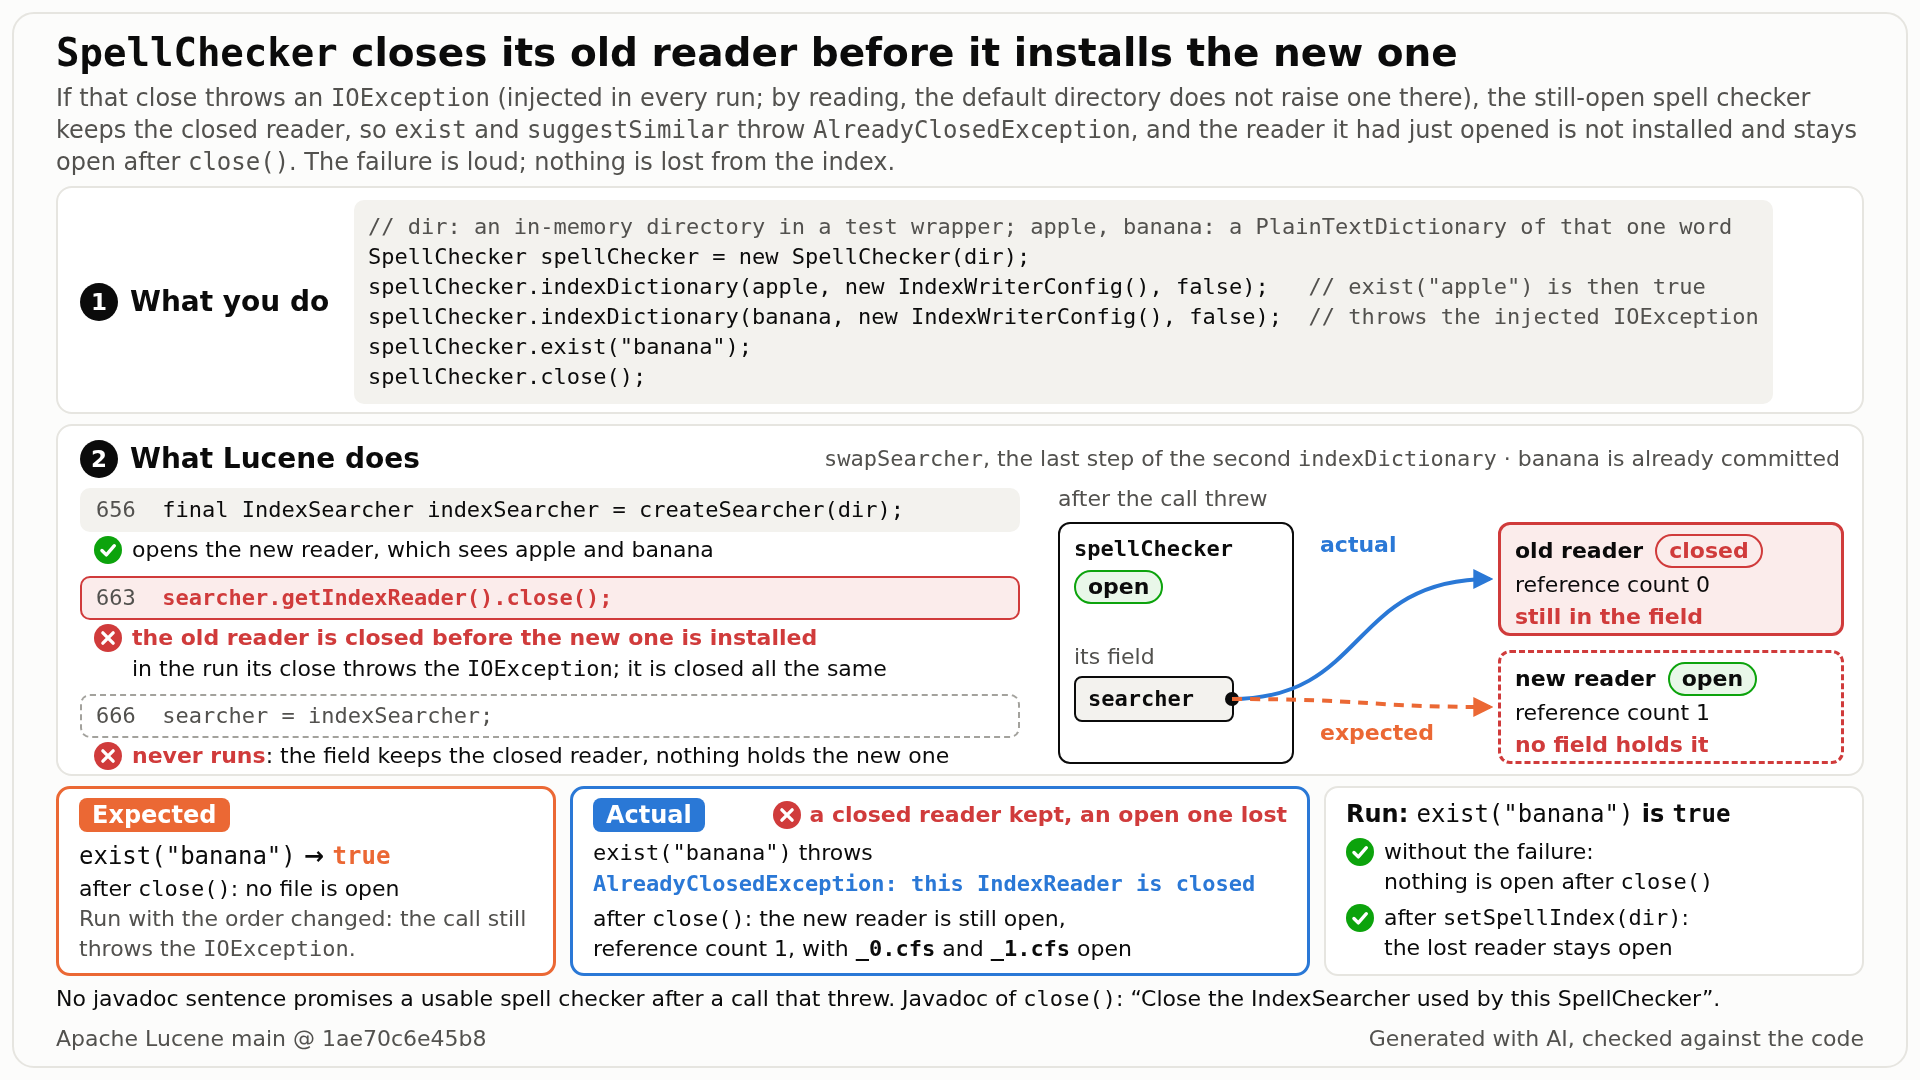 SpellChecker closes its old reader before it installs the new one
If that close throws an IOException (injected in every run; by reading, the default directory does not raise one there), the still-open spell checker
keeps the closed reader, so exist and suggestSimilar throw AlreadyClosedException, and the reader it had just opened is not installed and stays
open after close(). The failure is loud; nothing is lost from the index.
1 What you do
// dir: an in-memory directory in a test wrapper; apple, banana: a PlainTextDictionary of that one word
SpellChecker spellChecker = new SpellChecker(dir);
spellChecker.indexDictionary(apple, new IndexWriterConfig(), false);   // exist("apple") is then true
spellChecker.indexDictionary(banana, new IndexWriterConfig(), false);  // throws the injected IOException
spellChecker.exist("banana");
spellChecker.close();
2 What Lucene does
swapSearcher, the last step of the second indexDictionary · banana is already committed
656  final IndexSearcher indexSearcher = createSearcher(dir);
opens the new reader, which sees apple and banana
663  searcher.getIndexReader().close();
the old reader is closed before the new one is installed
in the run its close throws the IOException; it is closed all the same
666  searcher = indexSearcher;
never runs: the field keeps the closed reader, nothing holds the new one
after the call threw
spellChecker
open
its field
searcher
actual
expected
old reader closed
reference count 0
still in the field
new reader open
reference count 1
no field holds it
Expected
exist("banana") → true
after close(): no file is open
Run with the order changed: the call still
throws the IOException.
Actual
a closed reader kept, an open one lost
exist("banana") throws
AlreadyClosedException: this IndexReader is closed
after close(): the new reader is still open,
reference count 1, with _0.cfs and _1.cfs open
Run: exist("banana") is true
without the failure:
nothing is open after close()
after setSpellIndex(dir):
the lost reader stays open
No javadoc sentence promises a usable spell checker after a call that threw. Javadoc of close(): “Close the IndexSearcher used by this SpellChecker”.
Apache Lucene main @ 1ae70c6e45b8
Generated with AI, checked against the code